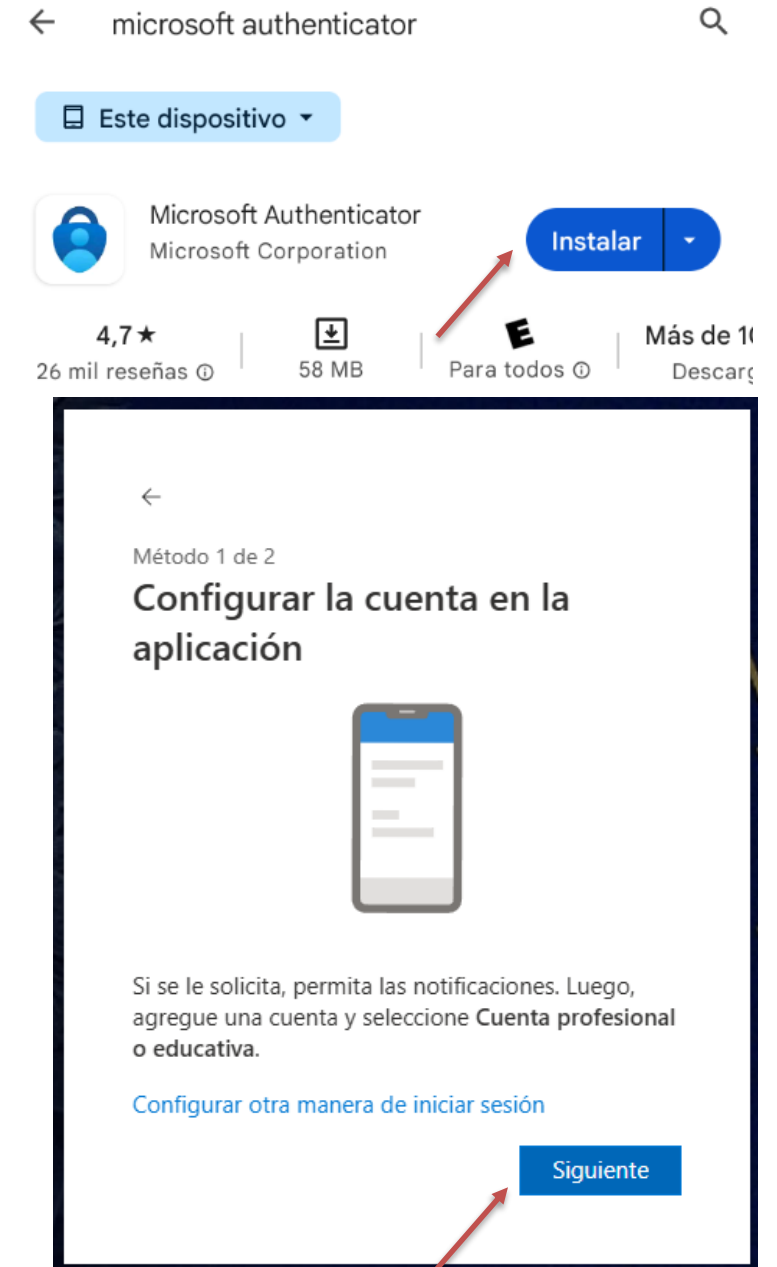 microsoft authenticator
Este dispositivo
Microsoft Authenticator
Instalar
Microsoft Corporation
4,7★
26 mil reseñas
58 MB
Para todos
Más de
Método 1 de 2
Configurar la cuenta en la
aplicación
Si se le solicita, permita las notificaciones. Luego,
agregue una cuenta y seleccione Cuenta profesional
o educativa.
Configurar otra manera de iniciar sesión
Siguiente